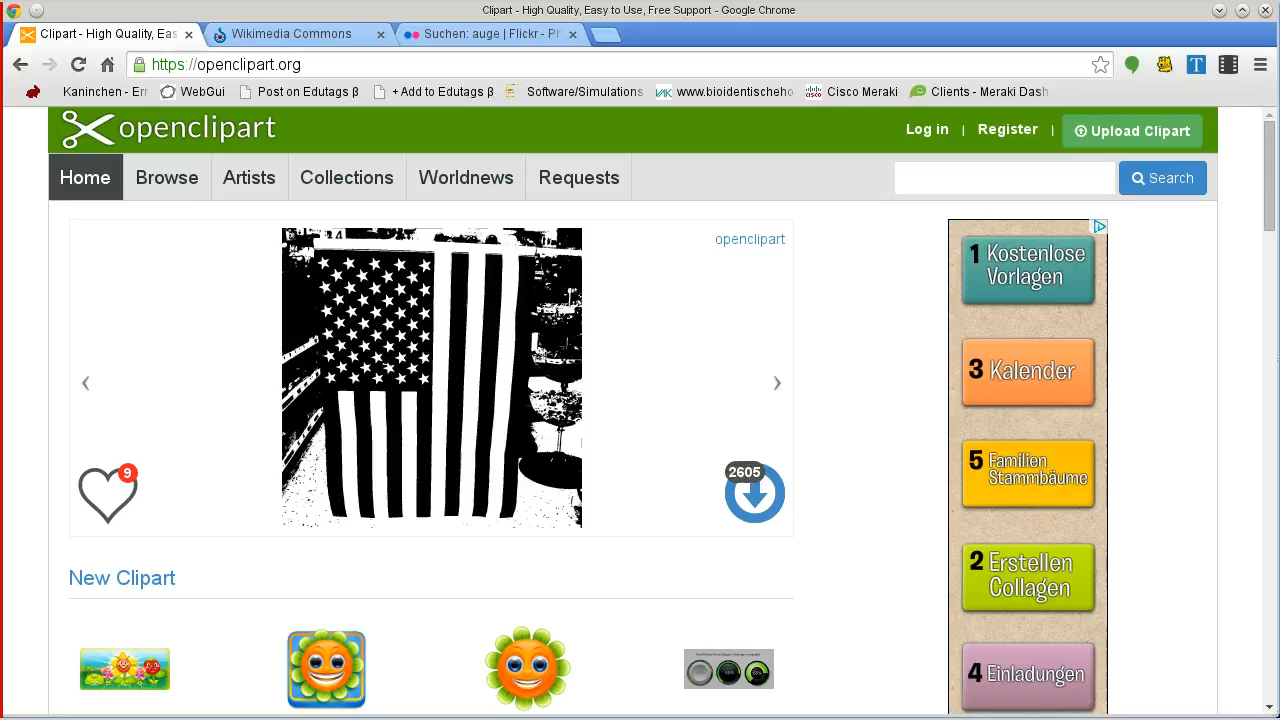 Clipart - High Quality, Easy to Use, Free Support - Google Chrome
Clipart - High Quality, Eas
Wikimedia Commons
Suchen: auge | Flickr - Ph
https://openclipart.org
Kaninchen - Err
WebGui
Post on Edutags β
+ Add to Edutags β
Software/Simulations
www.bioidentischeho
Cisco Meraki
Clients - Meraki Dash
openclipart
Log in | Register | Upload Clipart
Home
Browse
Artists
Collections
Worldnews
Requests
Search
openclipart
9
2605
New Clipart
1 Kostenlose
Vorlagen
3 Kalender
5 Familien
Stammbäume
2 Erstellen
Collagen
4 Einladungen